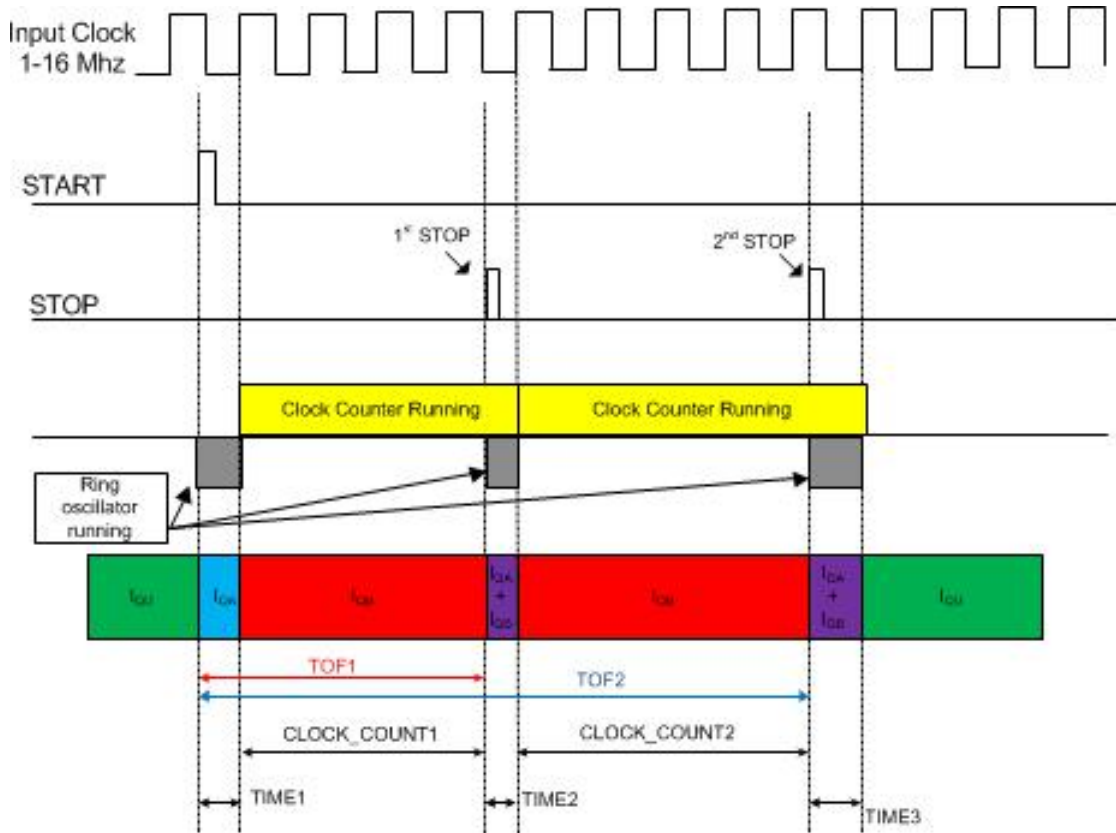 Input Clock
1-16 Mhz
START
1st STOP
2nd STOP
STOP
Clock Counter Running
Clock Counter Running
Ring
oscillator
running
TOF1
TOF2
CLOCK_COUNT1
CLOCK_COUNT2
TIME1
TIME2
TIME3